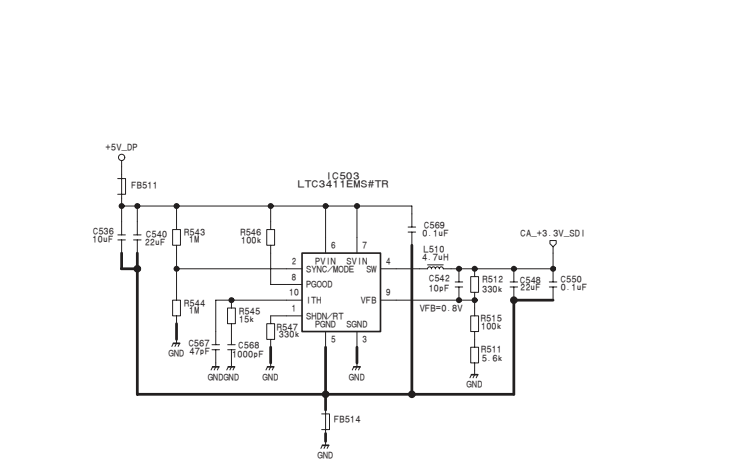 +5V_DP
FB511
IC503
LTC3411EMS#TR
C536
10uF
C540
22uF
R543
1M
R546
100k
C569
0.1uF
CA_+3.3V_SDI
6
7
L510
4.7uH
2
PVIN
SVIN
4
SYNC/MODE
SW
8
PGOOD
C542
10pF
R512
330k
C548
22uF
C550
0.1uF
10
ITH
VFB
9
R544
1M
R545
15k
1
SHDN/RT
VFB=0.8V
R547
330k
PGND
SGND
R515
100k
5
3
C567
47pF
C568
1000pF
GND
R511
5.6k
GND
GND
GND
GND
GND
FB514
GND